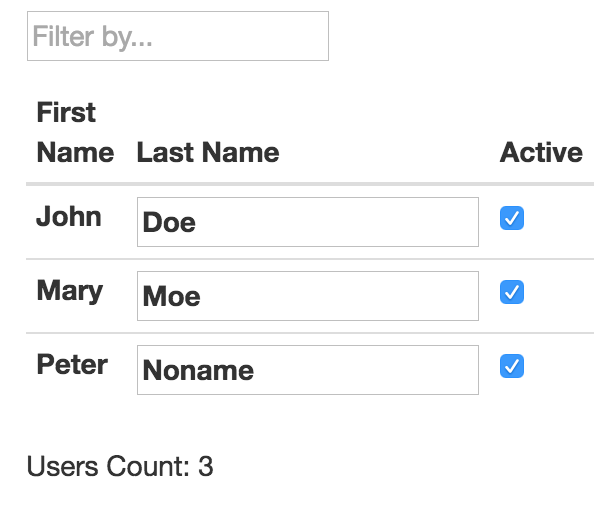 Filter by...
First
Name Last Name Active
John Doe
Mary Moe
Peter Noname
Users Count: 3